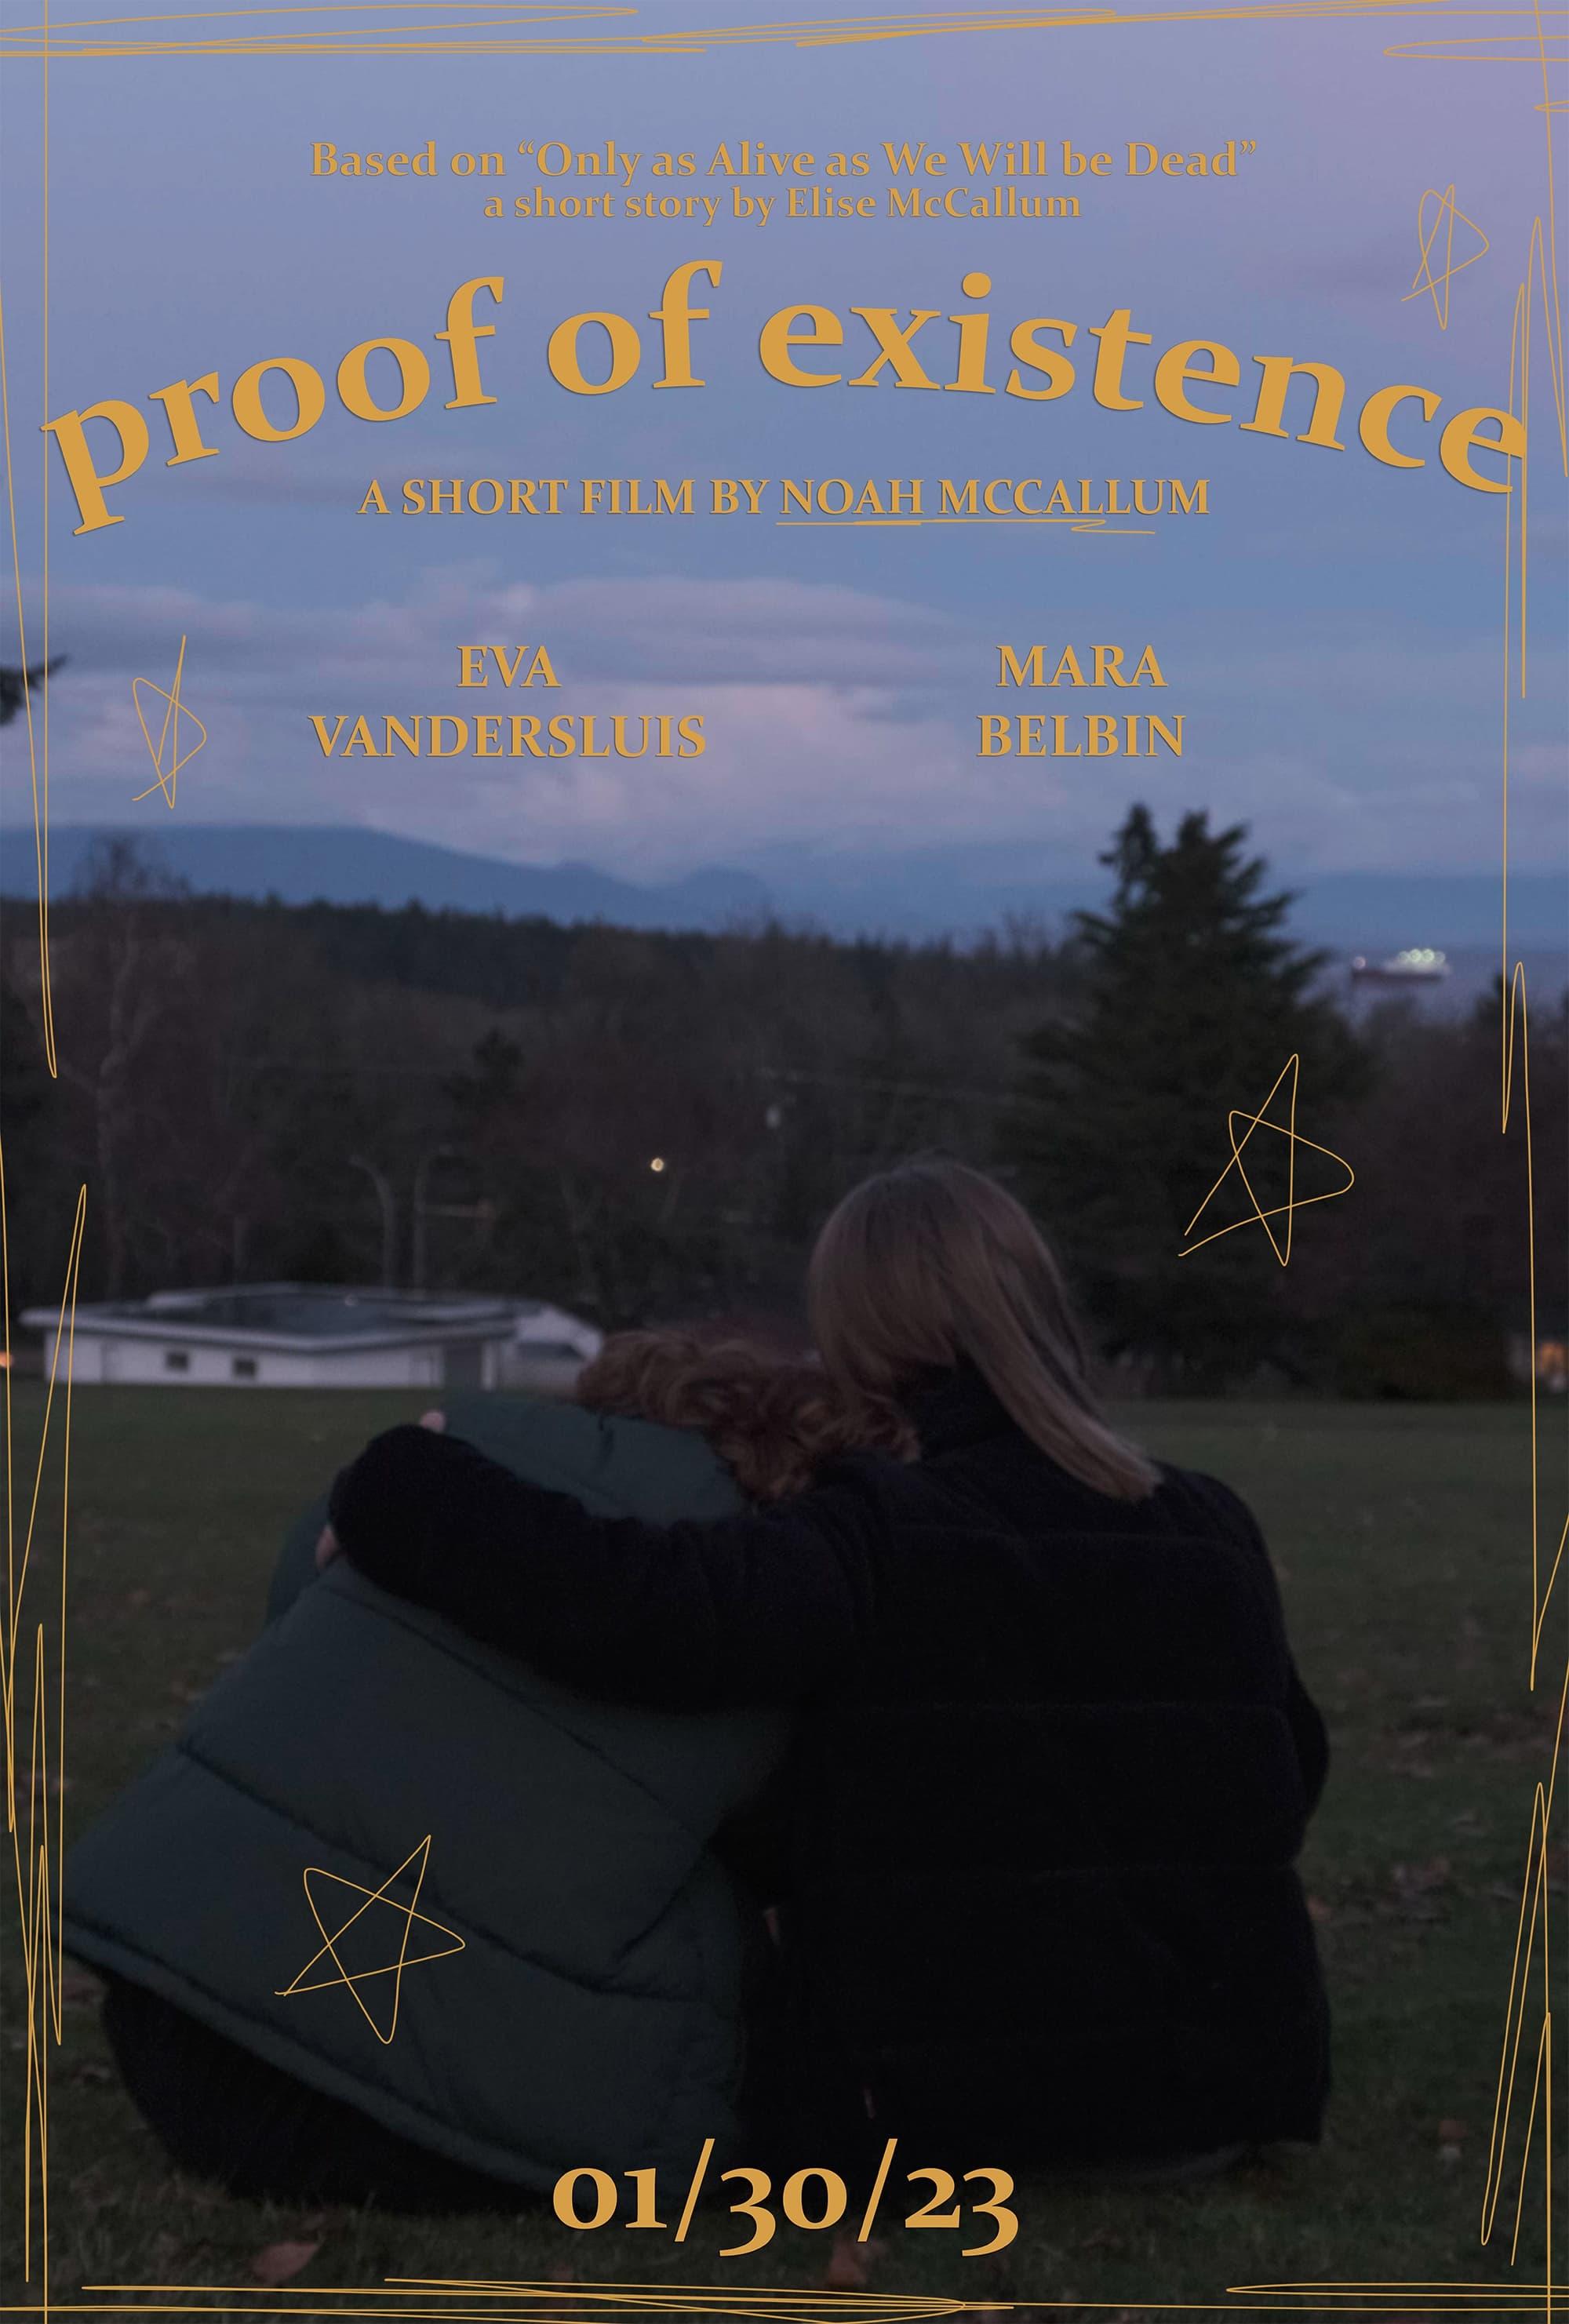 Based on “Only as Alive as We Will be Dead”
a short story by Elise McCallum
proof of existence
A SHORT FILM BY NOAH MCCALLUM
EVA
VANDERSLUIS
MARA
BELBIN
01/30/23